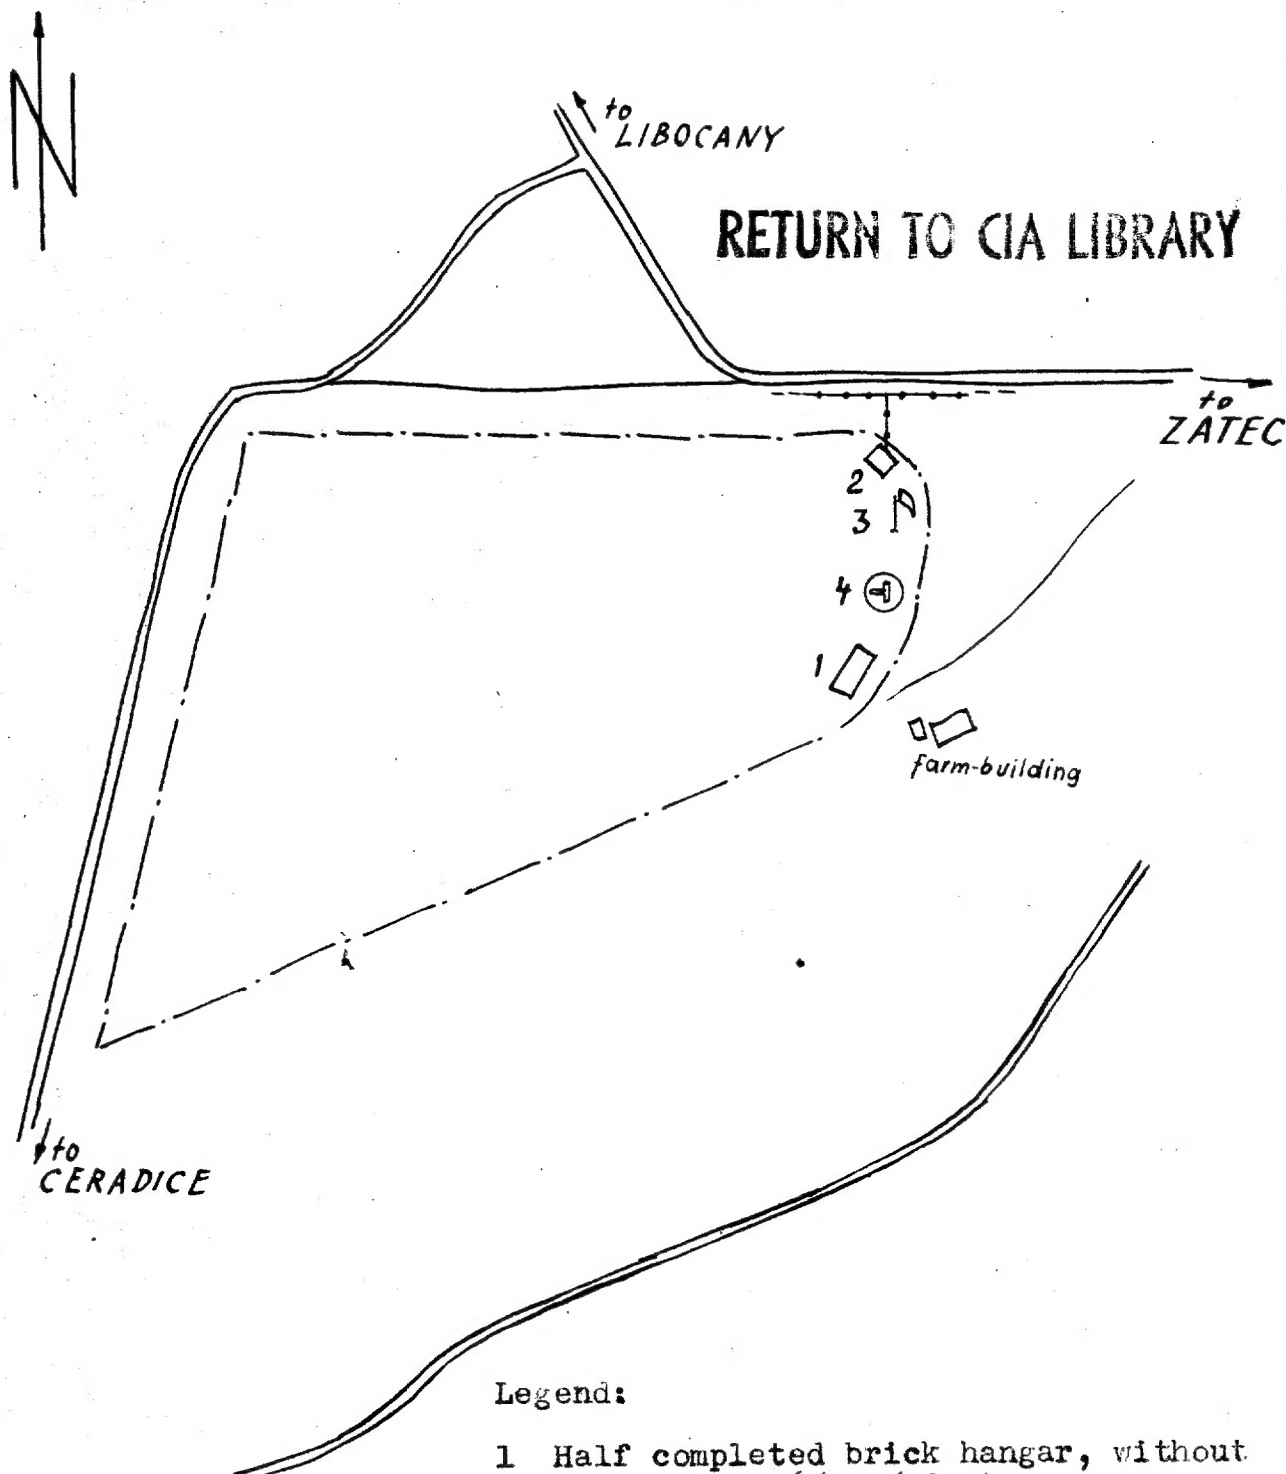 N
to
LIBOCANY
RETURN TO CIA LIBRARY
to
ZATEC
2
3
4
1
farm-building
to
CERADICE
Legend:
1 Half completed brick hangar, without